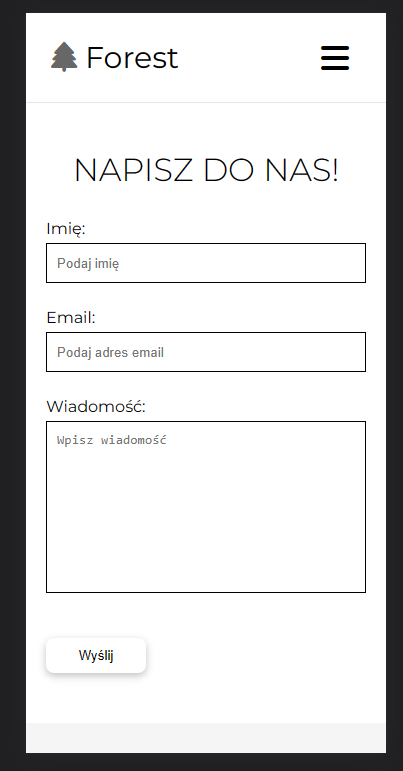 Forest
NAPISZ DO NAS!
Imię:
Podaj imię
Email:
Podaj adres email
Wiadomość:
Wpisz wiadomość
Wyślij